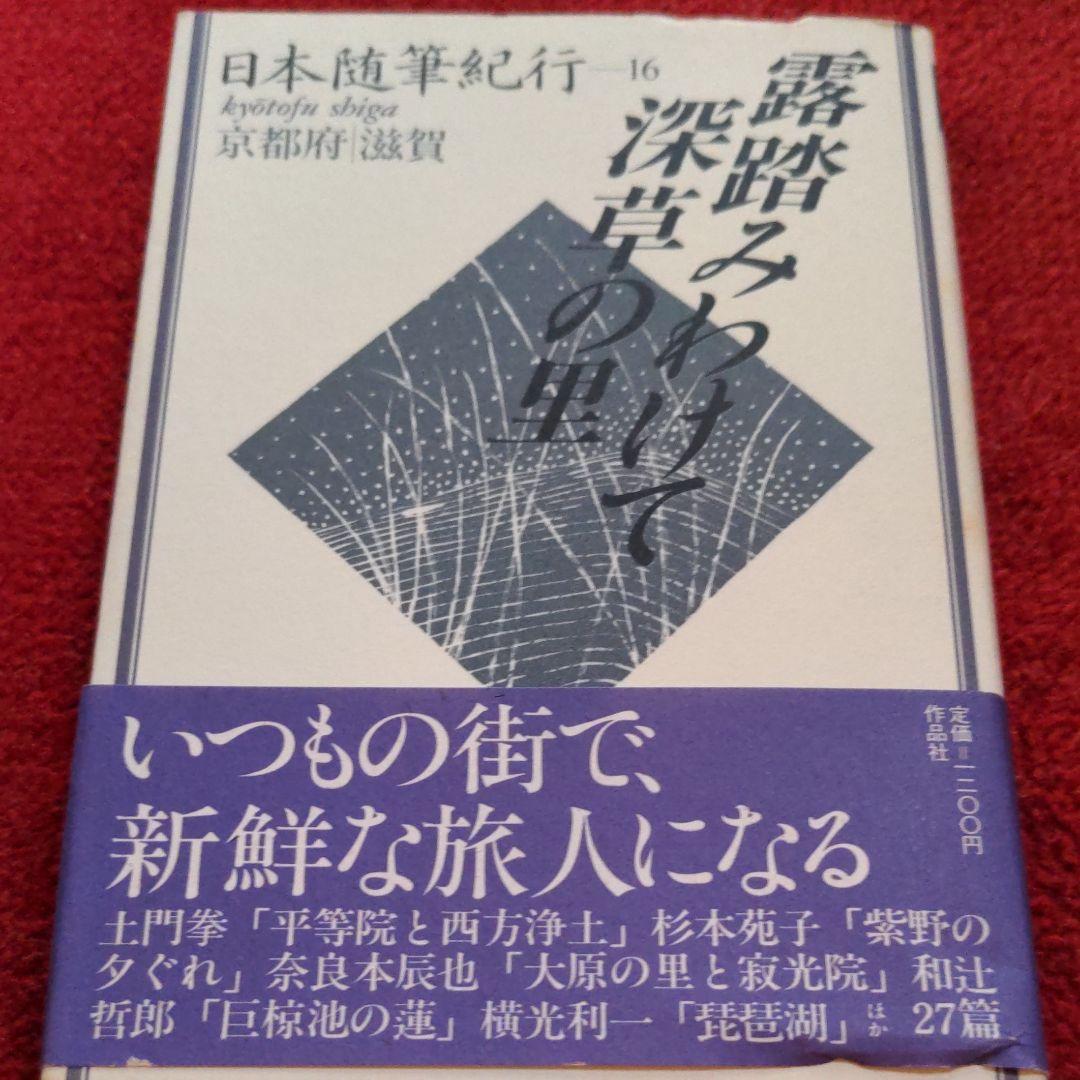 日本随筆紀行—16
kyōtofu shiga
京都府|滋賀
露踏みわけて
深草の里
いつもの街で、
新鮮な旅人になる
土門拳「平等院と西方浄土」杉本苑子「紫野の
夕ぐれ」奈良本辰也「大原の里と寂光院」和辻
哲郎「巨椋池の蓮」横光利一「琵琶湖」ほか 27篇
定価=一二〇〇円
作品社